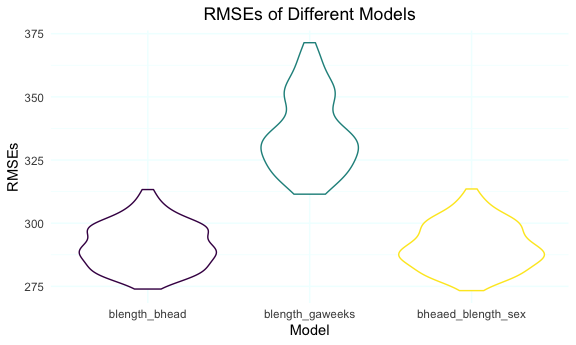 RMSEs of Different Models
RMSEs
375
350
325
300
275
blength_bhead
blength_gaweeks
bheaed_blength_sex
Model